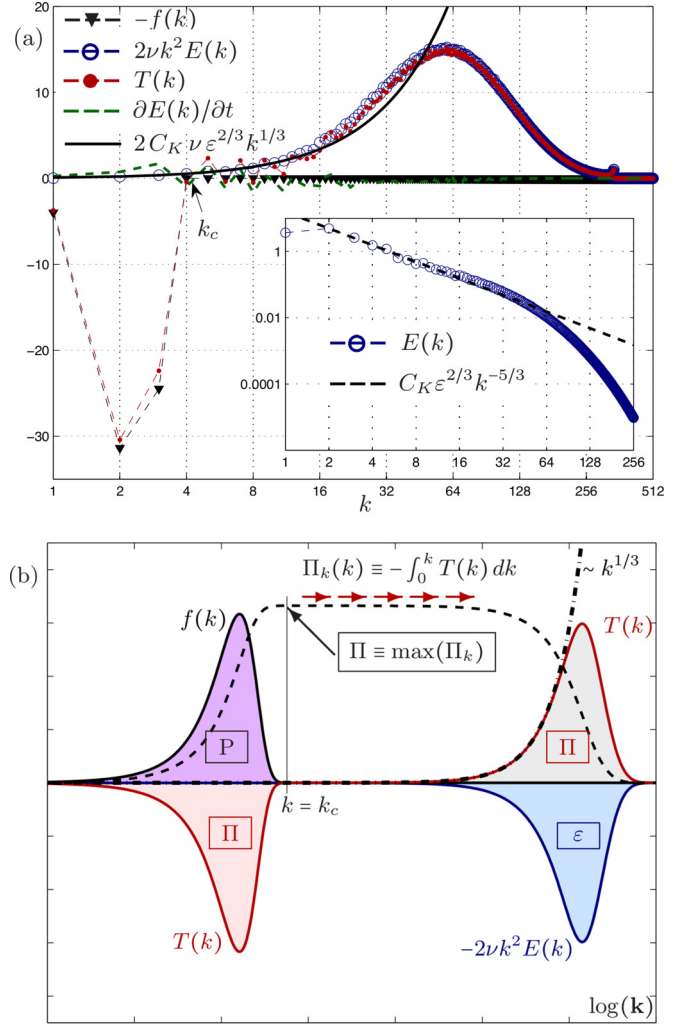 (a)
−f(k)
2νk²E(k)
T(k)
∂E(k)/∂t
2C_K ν ε^{2/3}k^{1/3}
20
10
0
−10
−20
−30
k_c
1
0.01
0.0001
E(k)
C_K ε^{2/3}k^{−5/3}
1 2 4 8 16 32 64 128 256
1 2 4 8 16 32 64 128 256 512
k
(b)
Π_k(k) ≡ −∫_0^k T(k) dk
~ k^{1/3}
f(k)
T(k)
Π ≡ max(Π_k)
P
Π
k = k_c
Π
ε
T(k)
−2νk²E(k)
log(k)